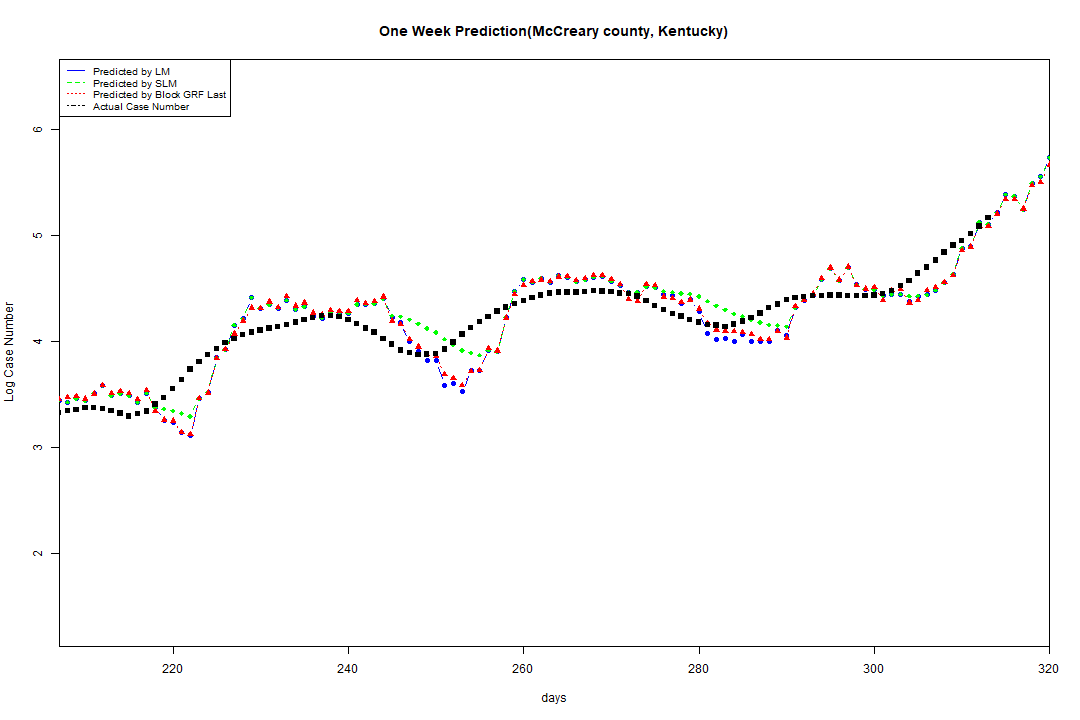 One Week Prediction(McCreary county, Kentucky)
Predicted by LM
Predicted by SLM
Predicted by Block GRF Last
Actual Case Number
6
5
4
3
2
Log Case Number
220 240 260 280 300 320
days